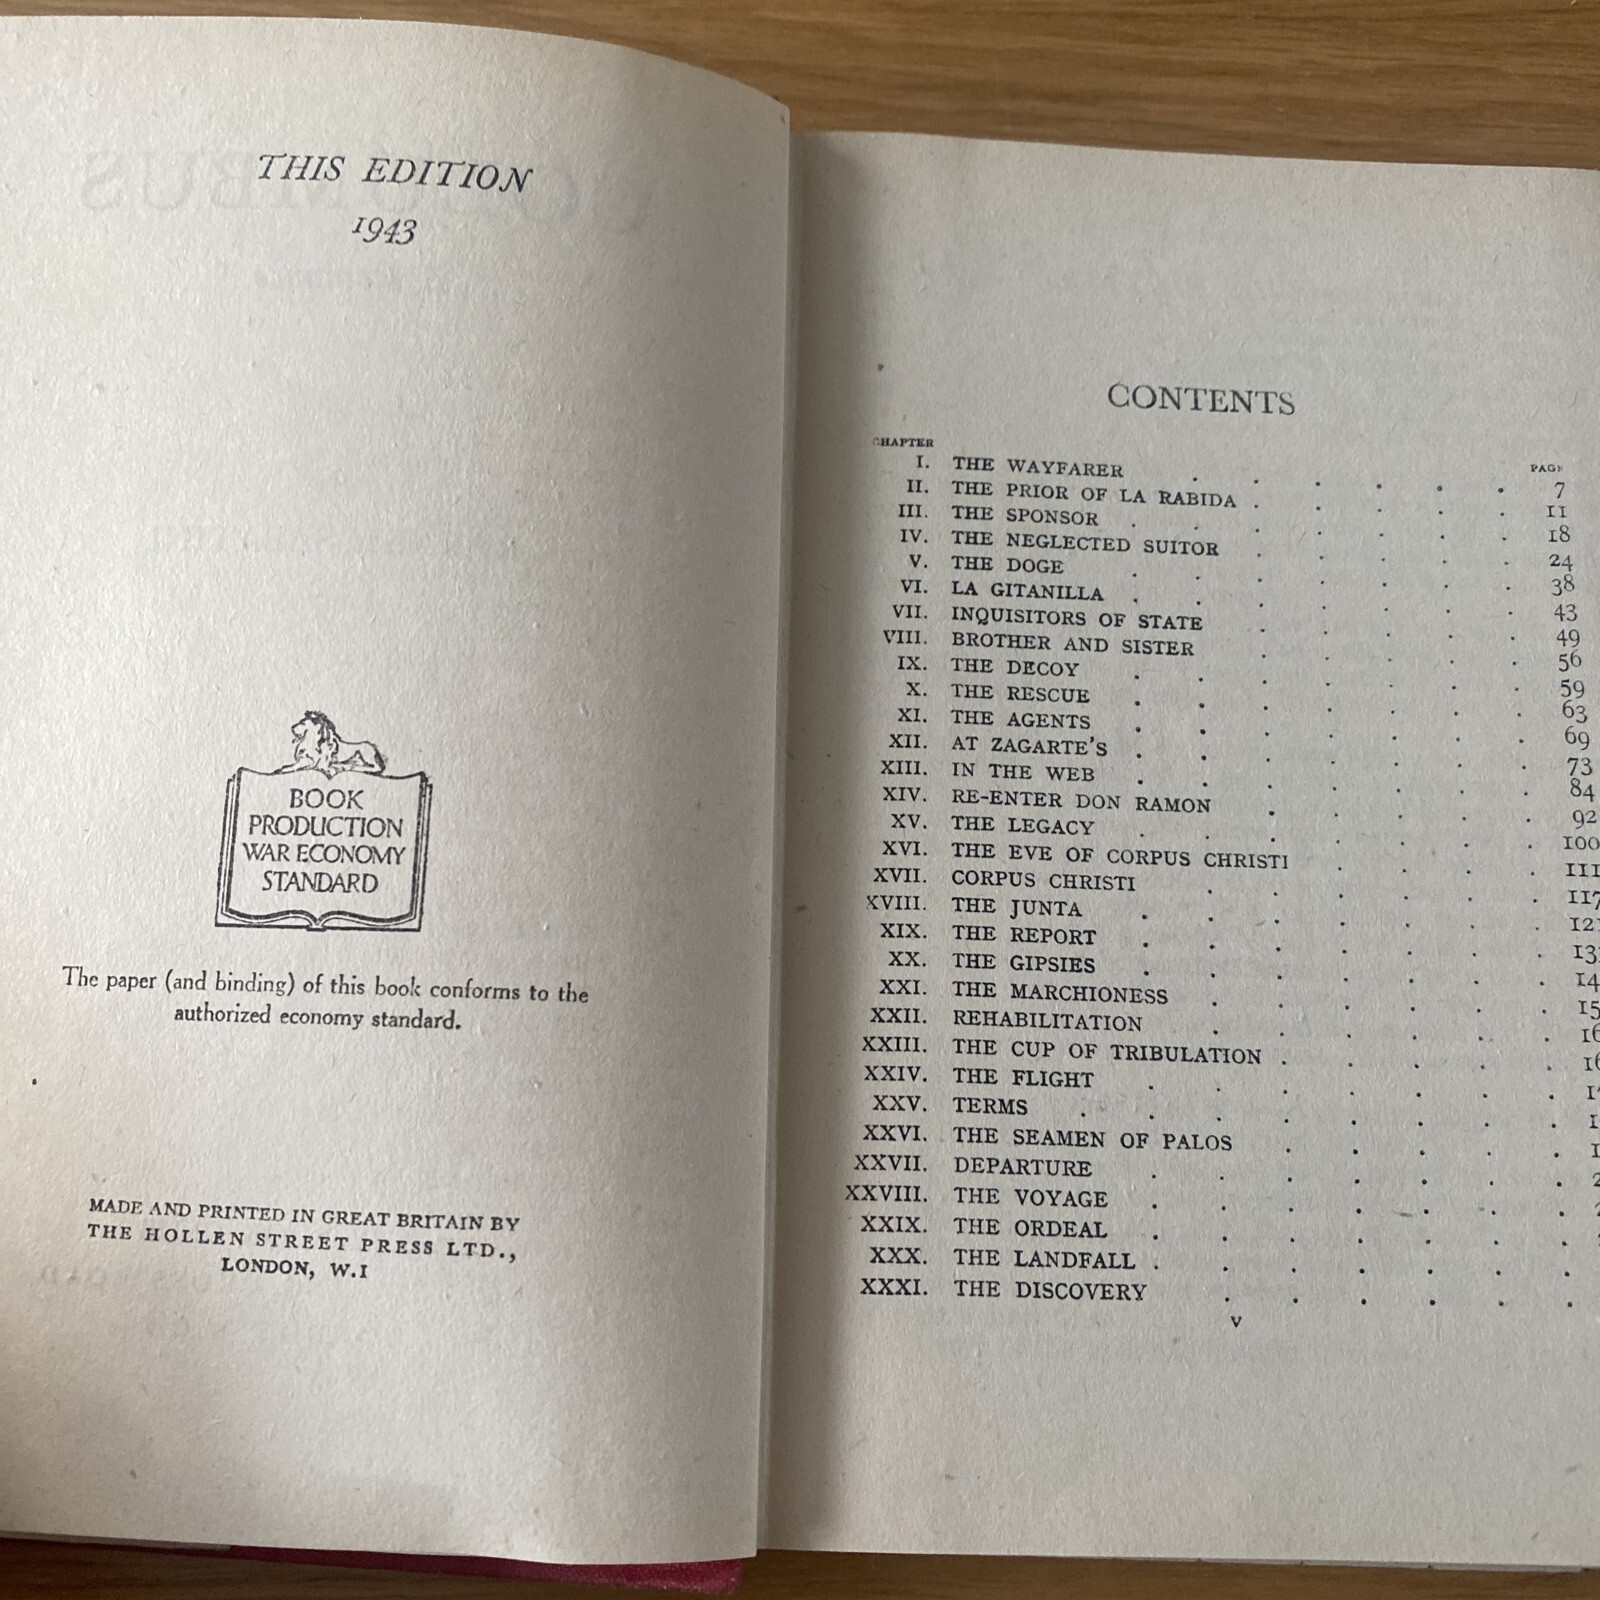 THIS EDITION
1943
BOOK
PRODUCTION
WAR ECONOMY
STANDARD
The paper (and binding) of this book conforms to the
authorized economy standard.
MADE AND PRINTED IN GREAT BRITAIN BY
THE HOLLEN STREET PRESS LTD.,
LONDON, W.1
CONTENTS
CHAPTER PAGE
I. THE WAYFARER . . . . . . 7
II. THE PRIOR OF LA RABIDA . . . . . 11
III. THE SPONSOR . . . . . . 18
IV. THE NEGLECTED SUITOR . . . . . 24
V. THE DOGE . . . . . . 38
VI. LA GITANILLA . . . . . . 43
VII. INQUISITORS OF STATE . . . . . 49
VIII. BROTHER AND SISTER . . . . . 56
IX. THE DECOY . . . . . . 59
X. THE RESCUE . . . . . . 63
XI. THE AGENTS . . . . . . 69
XII. AT ZAGARTE'S . . . . . . 73
XIII. IN THE WEB . . . . . . 84
XIV. RE-ENTER DON RAMON . . . . . 92
XV. THE LEGACY . . . . . . 100
XVI. THE EVE OF CORPUS CHRISTI . . . . 111
XVII. CORPUS CHRISTI . . . . . 117
XVIII. THE JUNTA . . . . . . 121
XIX. THE REPORT . . . . . .
XX. THE GIPSIES . . . . . .
XXI. THE MARCHIONESS . . . . .
XXII. REHABILITATION . . . . .
XXIII. THE CUP OF TRIBULATION . . . . .
XXIV. THE FLIGHT . . . . . .
XXV. TERMS . . . . . . .
XXVI. THE SEAMEN OF PALOS . . . . .
XXVII. DEPARTURE . . . . . .
XXVIII. THE VOYAGE . . . . . .
XXIX. THE ORDEAL . . . . . .
XXX. THE LANDFALL . . . . . .
XXXI. THE DISCOVERY . . . . . .
v